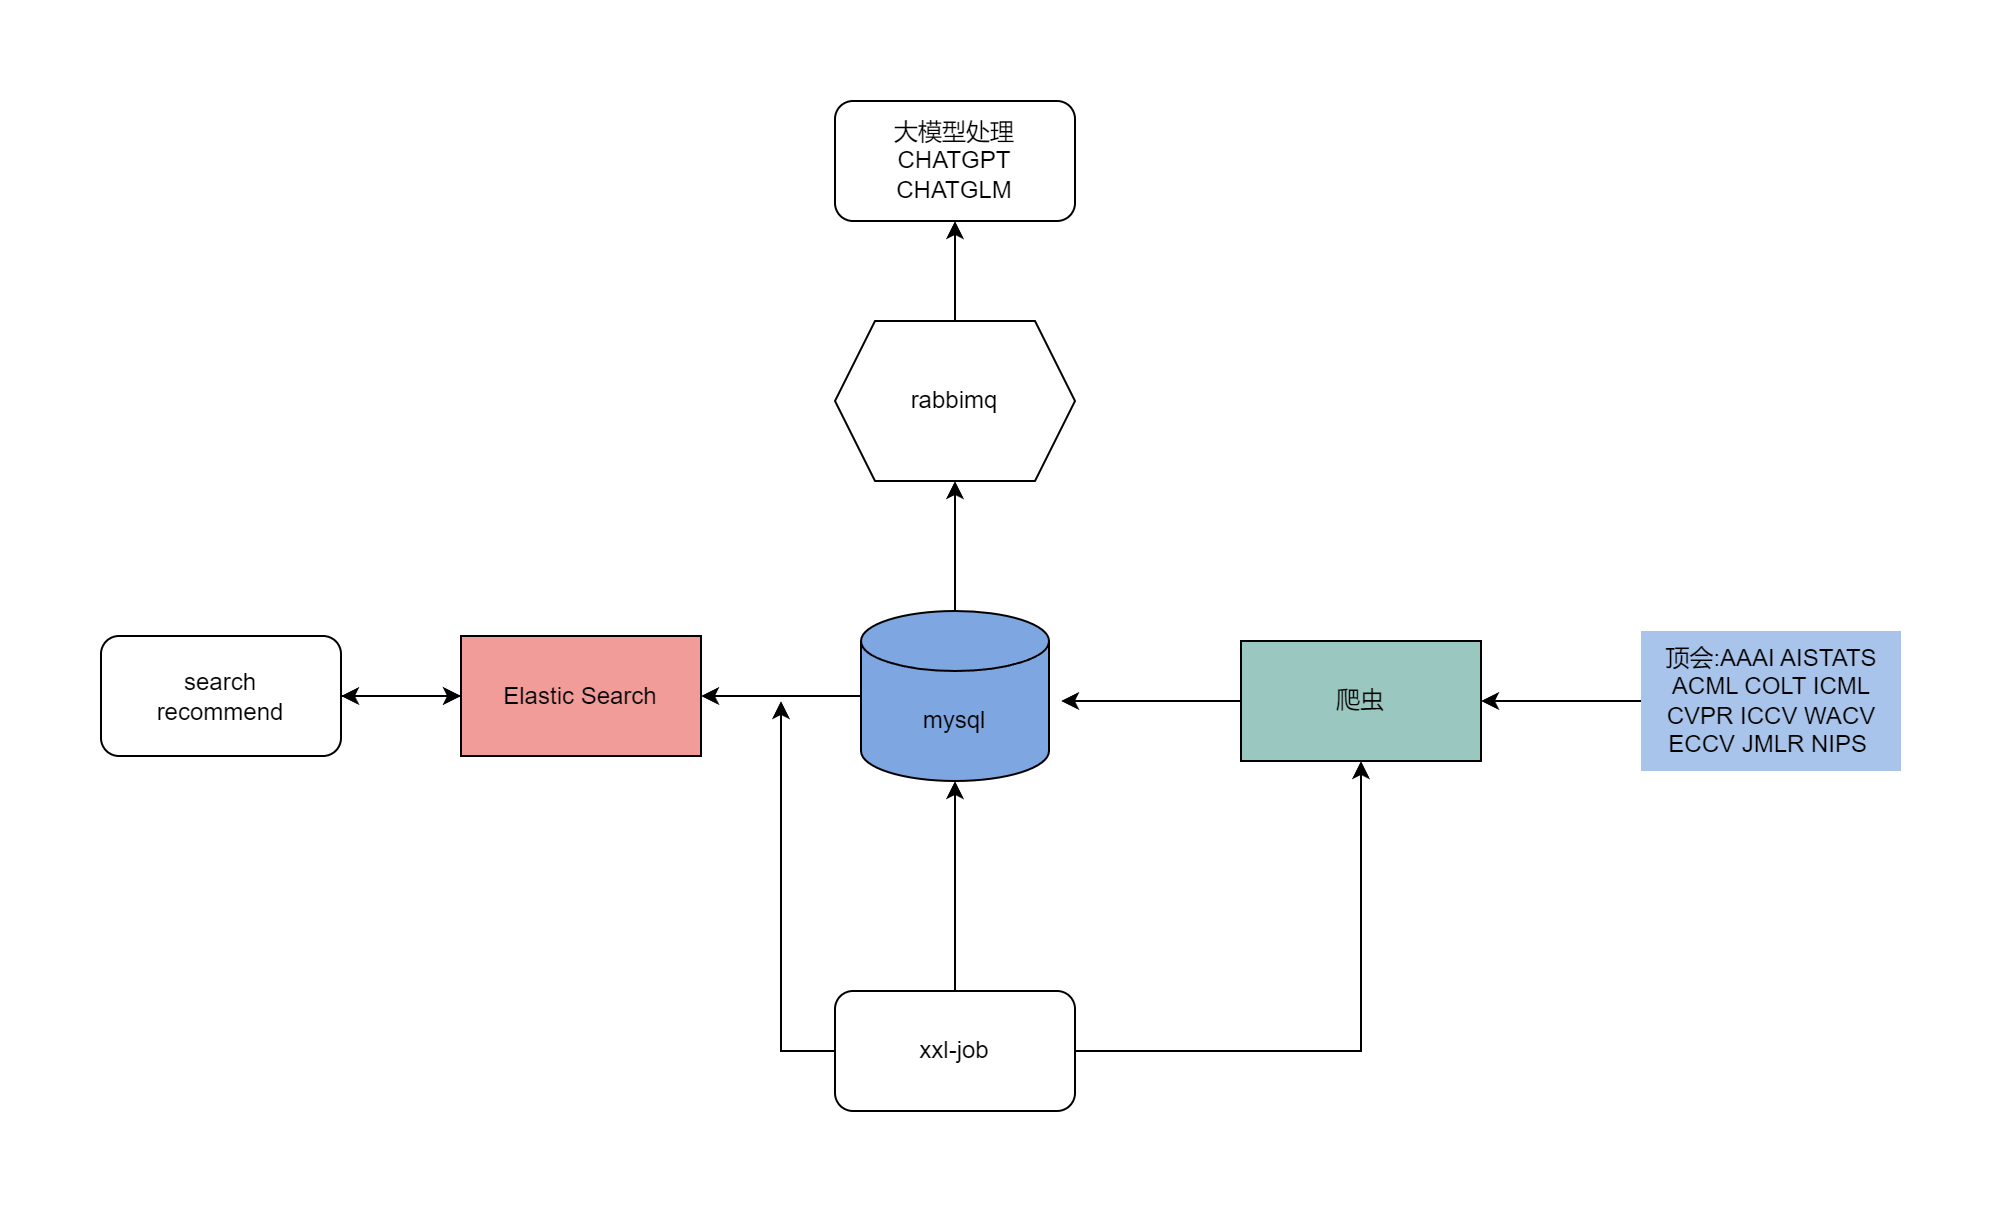 大模型处理
CHATGPT
CHATGLM
rabbimq
search
recommend
Elastic Search
mysql
爬虫
顶会:AAAI AISTATS
ACML COLT ICML
CVPR ICCV WACV
ECCV JMLR NIPS
xxl-job